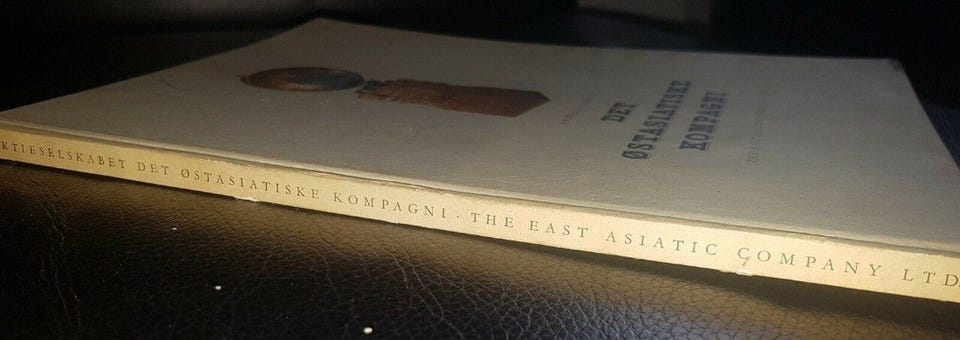 DET
ØSTASIATISKE
KOMPAGNI
KTIESELSKABET DET ØSTASIATISKE KOMPAGNI · THE EAST ASIATIC COMPANY LTD.